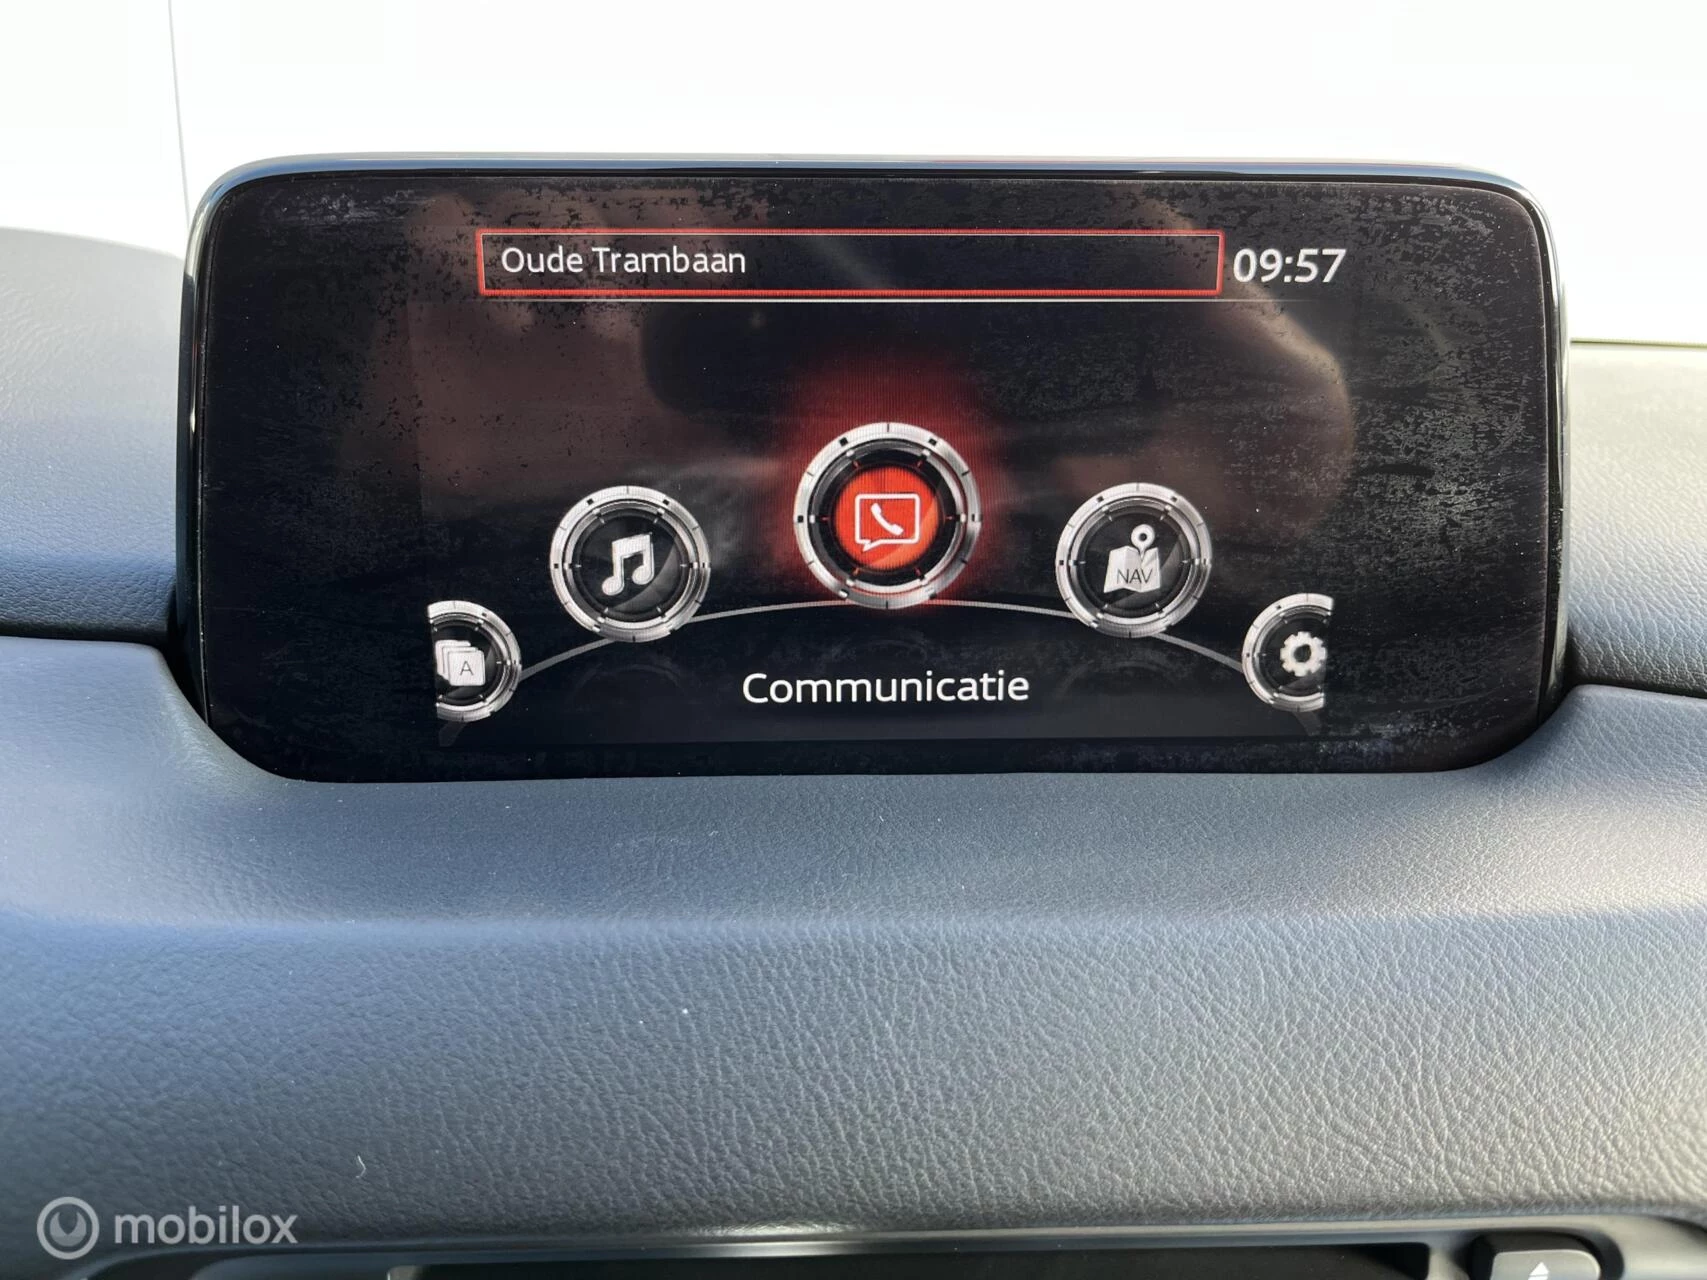 Oude Trambaan
09:57
NAV
A
Communicatie
mobilox